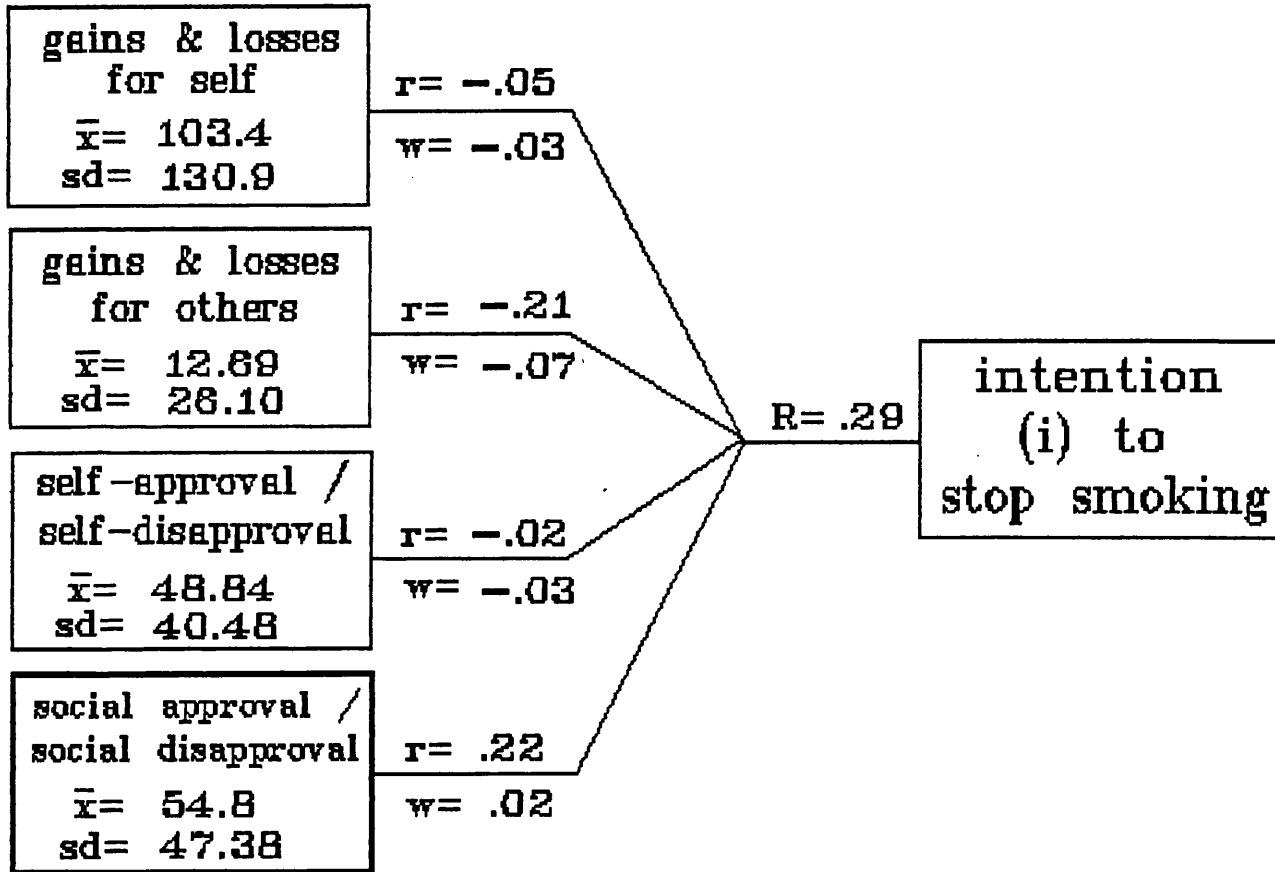 gains & losses
for self
x̄= 103.4
sd= 130.9
r= -.05
w= -.03
gains & losses
for others
x̄= 12.69
sd= 26.10
r= -.21
w= -.07
self-approval /
self-disapproval
x̄= 48.84
sd= 40.48
r= -.02
w= -.03
social approval /
social disapproval
x̄= 54.8
sd= 47.38
r= .22
w= .02
R= .29
intention
(i) to
stop smoking